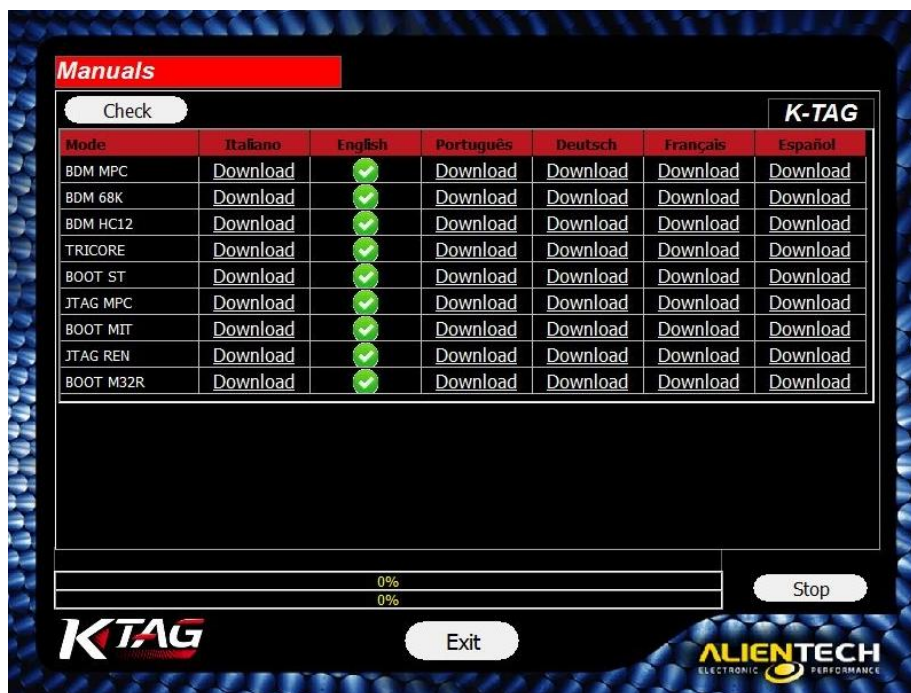 Manuals
Check
K-TAG
Mode Italiano English Português Deutsch Français Español
BDM MPC Download Download Download Download Download
BDM 68K Download Download Download Download Download
BDM HC12 Download Download Download Download Download
TRICORE Download Download Download Download Download
BOOT ST Download Download Download Download Download
JTAG MPC Download Download Download Download Download
BOOT MIT Download Download Download Download Download
JTAG REN Download Download Download Download Download
BOOT M32R Download Download Download Download Download
0%
0%
Stop
KTAG
Exit
ALIENTECH
ELECTRONIC PERFORMANCE